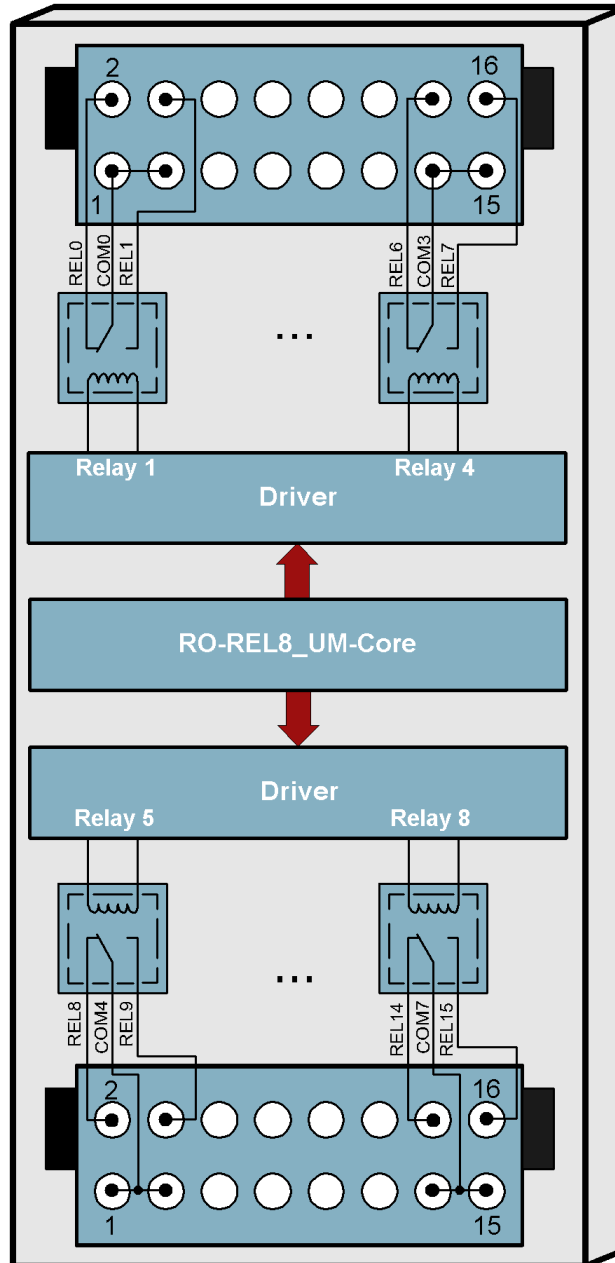 2
16
1
15
REL0
COM0
REL1
REL6
COM3
REL7
...
Relay 1
Relay 4
Driver
RO-REL8_UM-Core
Driver
Relay 5
Relay 8
...
REL8
COM4
REL9
REL14
COM7
REL15
2
16
1
15